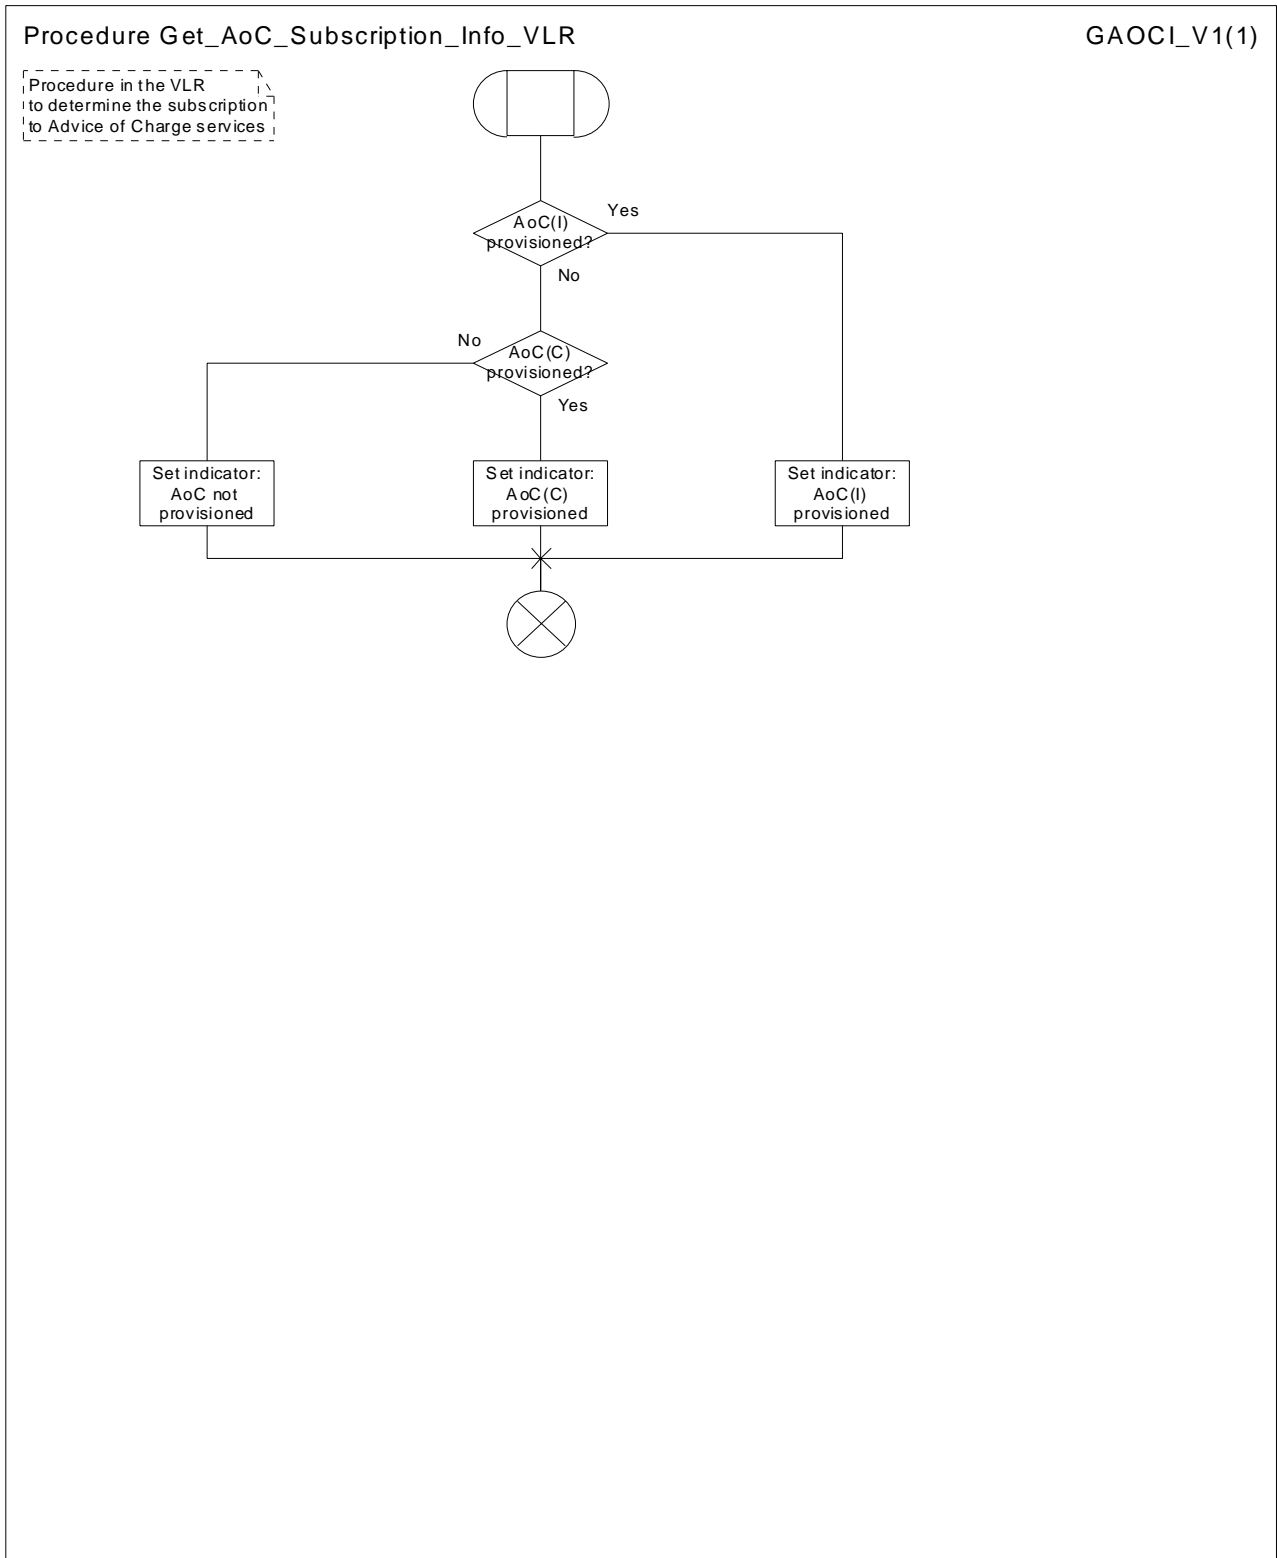 Procedure Get_AoC_Subscription_Info_VLR
GAOCI_V1(1)
Procedure in the VLR
to determine the subscription
to Advice of Charge services
AoC(I)
provisioned?
Yes
No
No
AoC(C)
provisioned?
Yes
Set indicator:
AoC not
provisioned
Set indicator:
AoC(C)
provisioned
Set indicator:
AoC(I)
provisioned